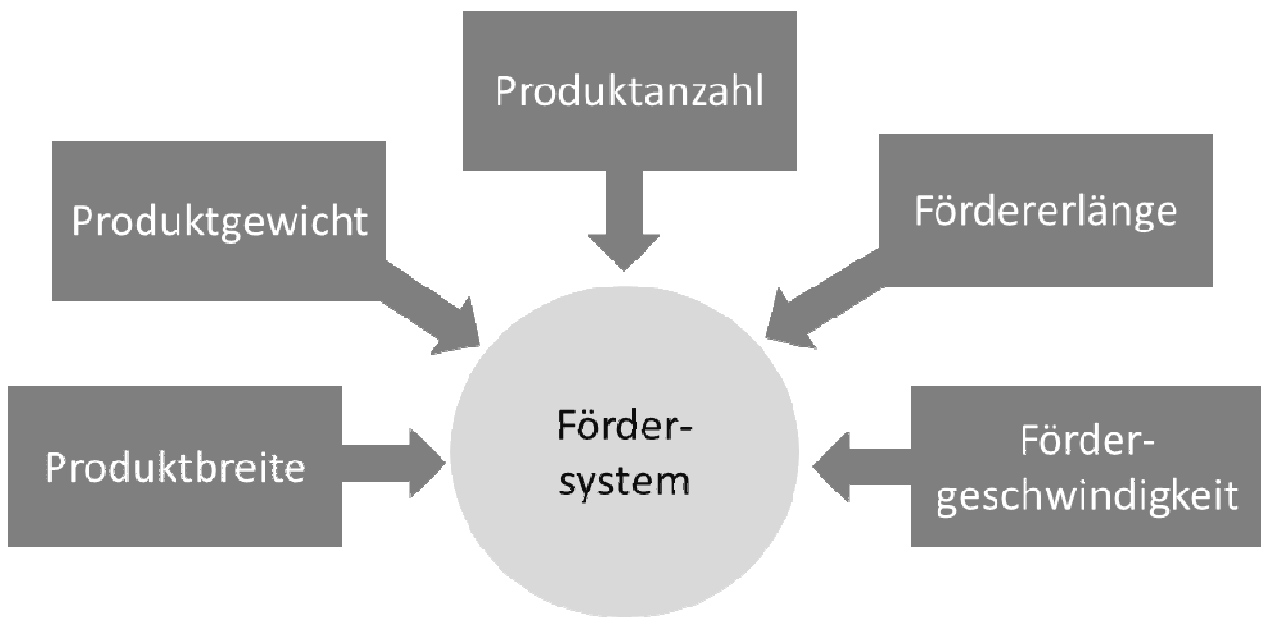 Produktanzahl
Produktgewicht
Fördererlänge
Produktbreite
Förder-
system
Förder-
geschwindigkeit